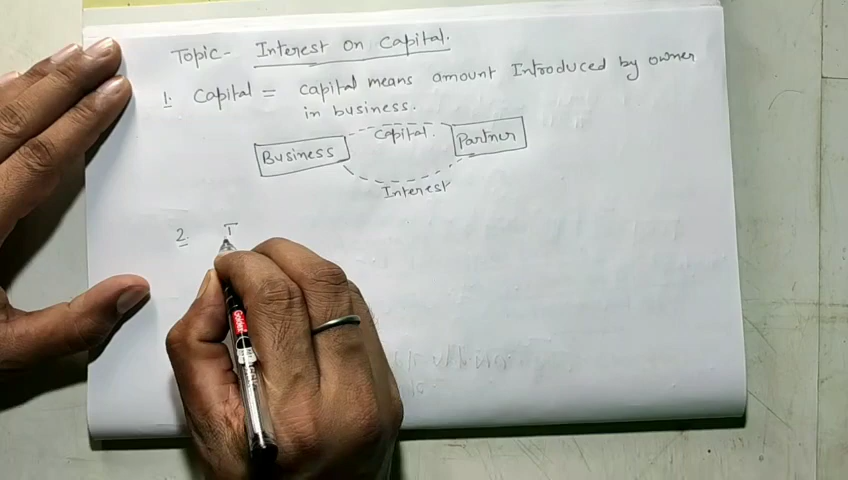 Topic- Interest On Capital.
1. Capital = capital means amount Introduced by owner
in business.
Capital.
Business
Partner
Interest
2. T